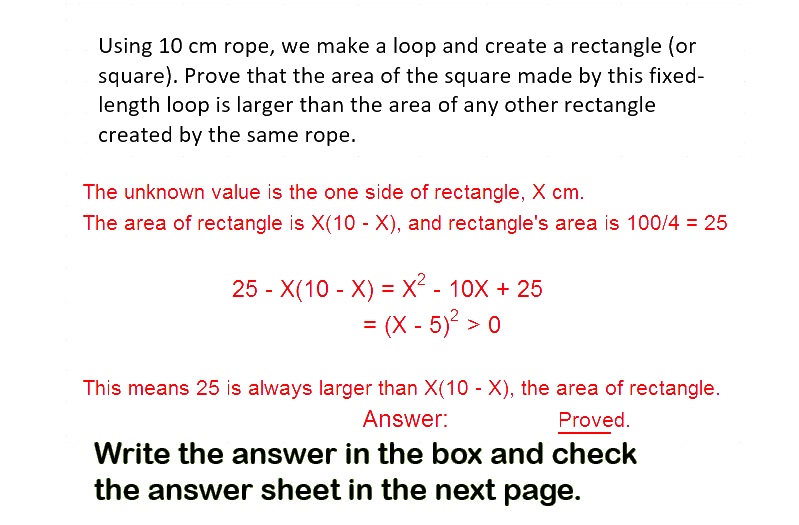 Using 10 cm rope, we make a loop and create a rectangle (or
square). Prove that the area of the square made by this fixed-
length loop is larger than the area of any other rectangle
created by the same rope.
The unknown value is the one side of rectangle, X cm.
The area of rectangle is X(10 - X), and rectangle's area is 100/4 = 25
25 - X(10 - X) = X² - 10X + 25
= (X - 5)² > 0
This means 25 is always larger than X(10 - X), the area of rectangle.
Answer: Proved.
Write the answer in the box and check
the answer sheet in the next page.